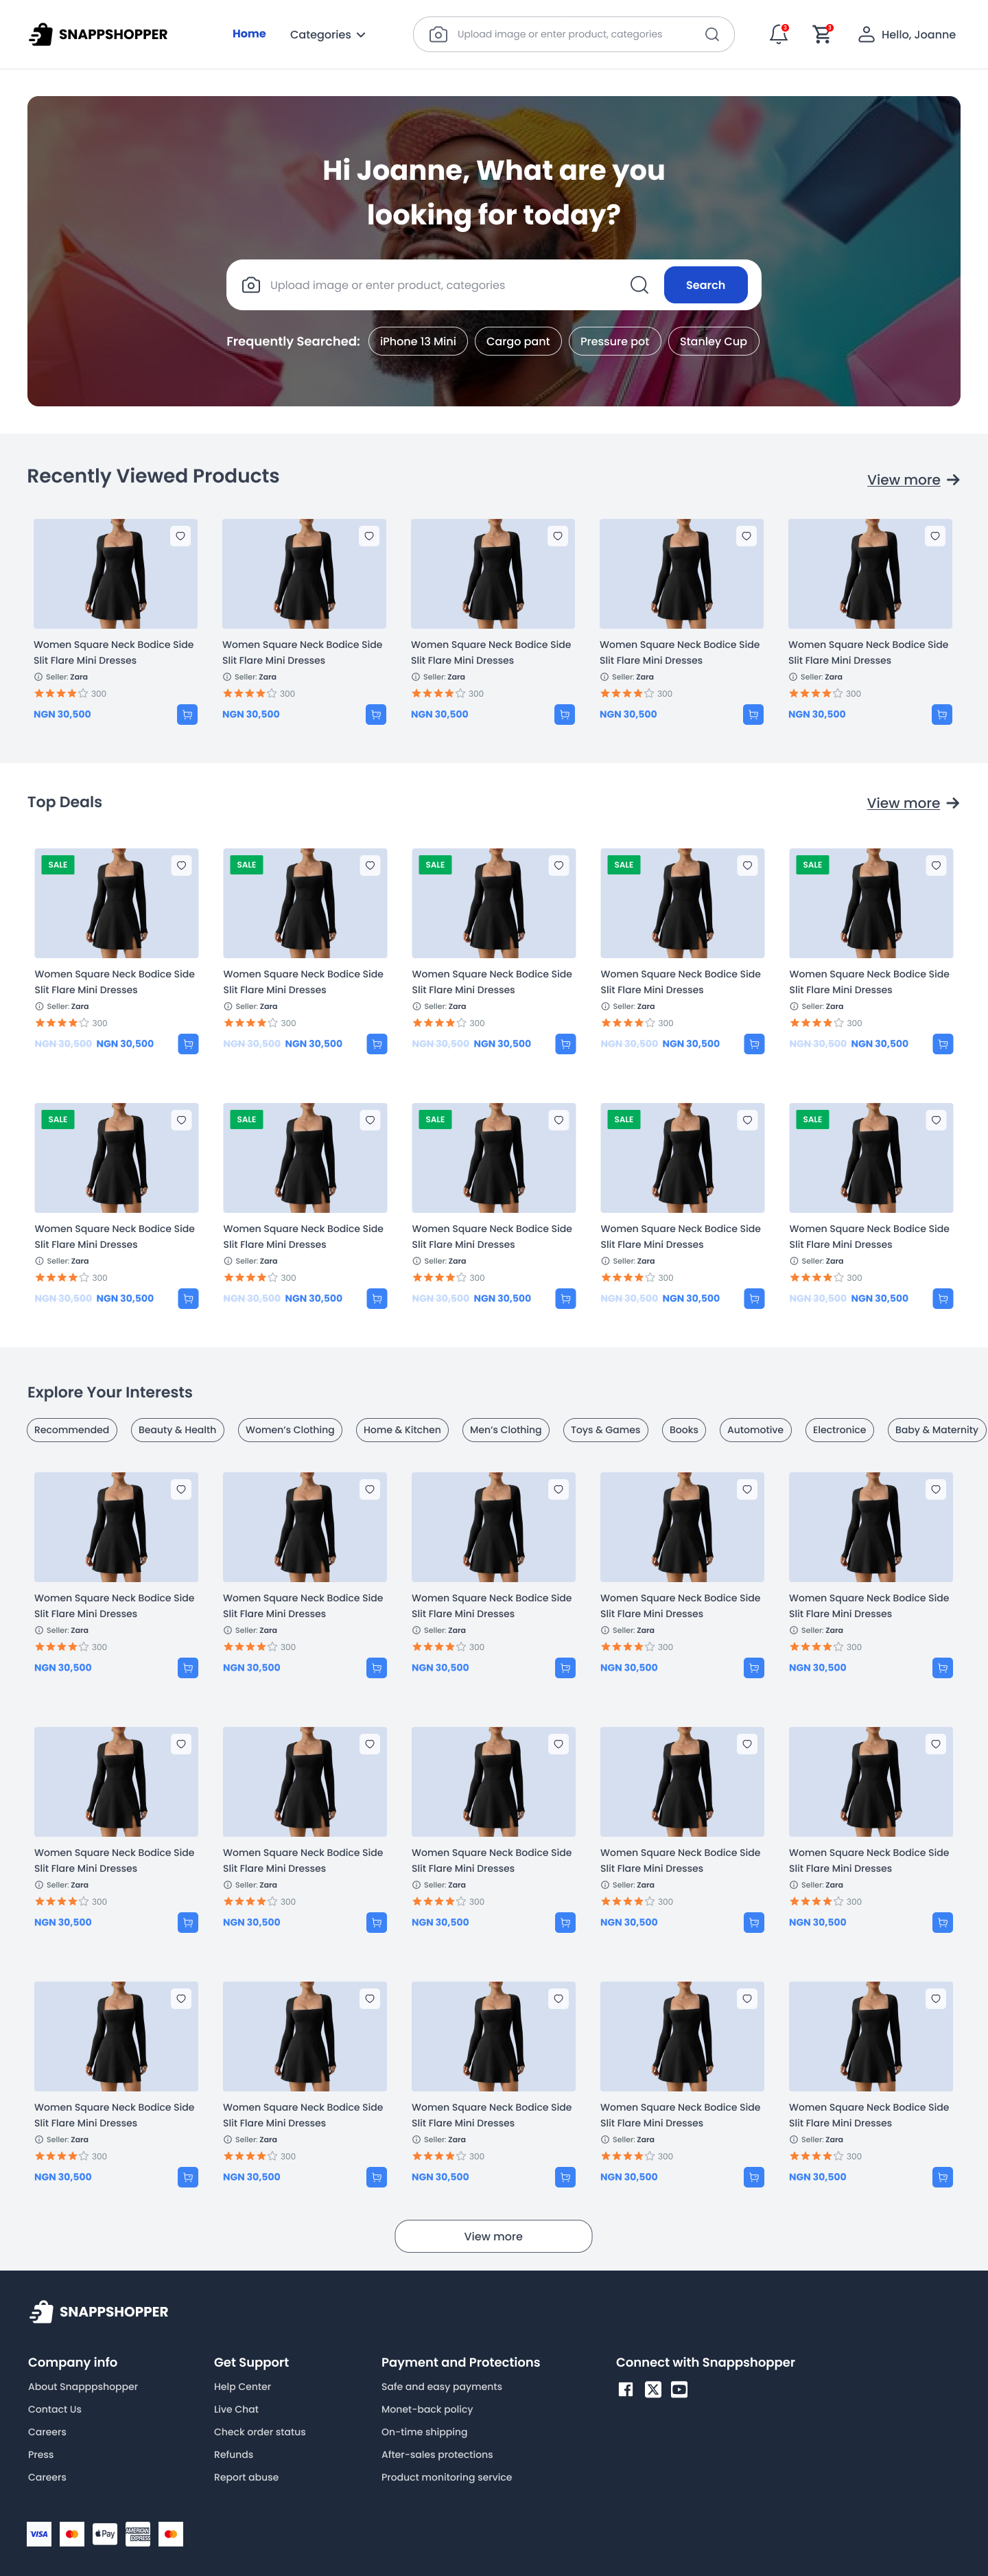 SNAPPSHOPPER
Home
Categories
Upload image or enter product, categories
Hello, Joanne
Hi Joanne, What are you
looking for today?
Upload image or enter product, categories
Search
Frequently Searched:
iPhone 13 Mini
Cargo pant
Pressure pot
Stanley Cup
Recently Viewed Products
View more
Women Square Neck Bodice Side
Slit Flare Mini Dresses
Seller: Zara
300
NGN 30,500
Women Square Neck Bodice Side
Slit Flare Mini Dresses
Seller: Zara
300
NGN 30,500
Women Square Neck Bodice Side
Slit Flare Mini Dresses
Seller: Zara
300
NGN 30,500
Women Square Neck Bodice Side
Slit Flare Mini Dresses
Seller: Zara
300
NGN 30,500
Women Square Neck Bodice Side
Slit Flare Mini Dresses
Seller: Zara
300
NGN 30,500
Top Deals
View more
SALE
Women Square Neck Bodice Side
Slit Flare Mini Dresses
Seller: Zara
300
NGN 30,500 NGN 30,500
SALE
Women Square Neck Bodice Side
Slit Flare Mini Dresses
Seller: Zara
300
NGN 30,500 NGN 30,500
SALE
Women Square Neck Bodice Side
Slit Flare Mini Dresses
Seller: Zara
300
NGN 30,500 NGN 30,500
SALE
Women Square Neck Bodice Side
Slit Flare Mini Dresses
Seller: Zara
300
NGN 30,500 NGN 30,500
SALE
Women Square Neck Bodice Side
Slit Flare Mini Dresses
Seller: Zara
300
NGN 30,500 NGN 30,500
SALE
Women Square Neck Bodice Side
Slit Flare Mini Dresses
Seller: Zara
300
NGN 30,500 NGN 30,500
SALE
Women Square Neck Bodice Side
Slit Flare Mini Dresses
Seller: Zara
300
NGN 30,500 NGN 30,500
SALE
Women Square Neck Bodice Side
Slit Flare Mini Dresses
Seller: Zara
300
NGN 30,500 NGN 30,500
SALE
Women Square Neck Bodice Side
Slit Flare Mini Dresses
Seller: Zara
300
NGN 30,500 NGN 30,500
SALE
Women Square Neck Bodice Side
Slit Flare Mini Dresses
Seller: Zara
300
NGN 30,500 NGN 30,500
Explore Your Interests
Recommended
Beauty & Health
Women's Clothing
Home & Kitchen
Men's Clothing
Toys & Games
Books
Automotive
Electronice
Baby & Maternity
Women Square Neck Bodice Side
Slit Flare Mini Dresses
Seller: Zara
300
NGN 30,500
Women Square Neck Bodice Side
Slit Flare Mini Dresses
Seller: Zara
300
NGN 30,500
Women Square Neck Bodice Side
Slit Flare Mini Dresses
Seller: Zara
300
NGN 30,500
Women Square Neck Bodice Side
Slit Flare Mini Dresses
Seller: Zara
300
NGN 30,500
Women Square Neck Bodice Side
Slit Flare Mini Dresses
Seller: Zara
300
NGN 30,500
Women Square Neck Bodice Side
Slit Flare Mini Dresses
Seller: Zara
300
NGN 30,500
Women Square Neck Bodice Side
Slit Flare Mini Dresses
Seller: Zara
300
NGN 30,500
Women Square Neck Bodice Side
Slit Flare Mini Dresses
Seller: Zara
300
NGN 30,500
Women Square Neck Bodice Side
Slit Flare Mini Dresses
Seller: Zara
300
NGN 30,500
Women Square Neck Bodice Side
Slit Flare Mini Dresses
Seller: Zara
300
NGN 30,500
Women Square Neck Bodice Side
Slit Flare Mini Dresses
Seller: Zara
300
NGN 30,500
Women Square Neck Bodice Side
Slit Flare Mini Dresses
Seller: Zara
300
NGN 30,500
Women Square Neck Bodice Side
Slit Flare Mini Dresses
Seller: Zara
300
NGN 30,500
Women Square Neck Bodice Side
Slit Flare Mini Dresses
Seller: Zara
300
NGN 30,500
Women Square Neck Bodice Side
Slit Flare Mini Dresses
Seller: Zara
300
NGN 30,500
View more
SNAPPSHOPPER
Company info
About Snapppshopper
Contact Us
Careers
Press
Careers
Get Support
Help Center
Live Chat
Check order status
Refunds
Report abuse
Payment and Protections
Safe and easy payments
Monet-back policy
On-time shipping
After-sales protections
Product monitoring service
Connect with Snappshopper
VISA
Pay
AMERICAN
EXPRESS